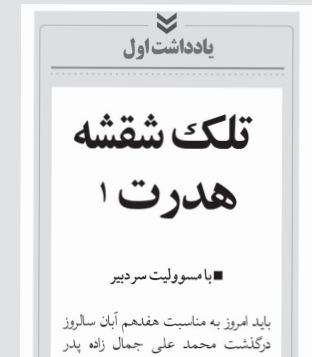 یادداشت اول
تلک شقشه
هدرت ۱
■ با مسوولیت سردبیر
باید امروز به مناسبت هفدهم آبان سالروز
درگذشت محمد علی جمال زاده پدر